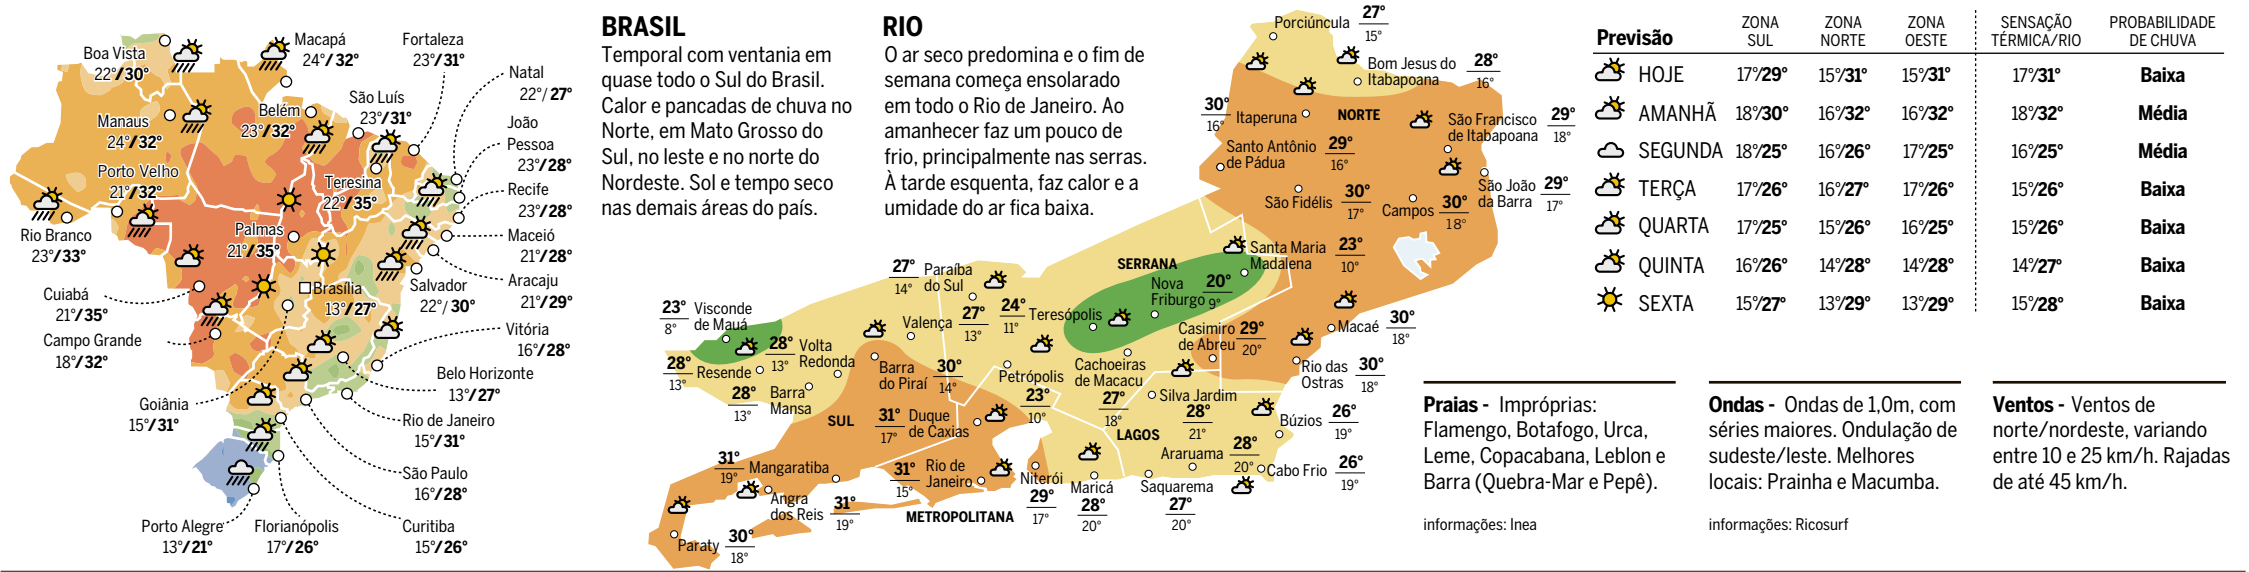 Boa Vista
22°/30°
Macapá
24°/32°
Fortaleza
23°/31°
Natal
22°/27°
São Luís
23°/31°
Belém
23°/32°
Manaus
24°/32°
João
Pessoa
23°/28°
Porto Velho
21°/32°
Teresina
22°/35°
Recife
23°/28°
Rio Branco
23°/33°
Palmas
21°/35°
Maceió
21°/28°
Aracaju
21°/29°
Cuiabá
21°/35°
Brasília
13°/27°
Salvador
22°/30°
Campo Grande
18°/32°
Vitória
16°/28°
Belo Horizonte
13°/27°
Goiânia
15°/31°
Rio de Janeiro
15°/31°
São Paulo
16°/28°
Porto Alegre
13°/21°
Florianópolis
17°/26°
Curitiba
15°/26°
BRASIL
Temporal com ventania em
quase todo o Sul do Brasil.
Calor e pancadas de chuva no
Norte, em Mato Grosso do
Sul, no leste e no norte do
Nordeste. Sol e tempo seco
nas demais áreas do país.
RIO
O ar seco predomina e o fim de
semana começa ensolarado
em todo o Rio de Janeiro. Ao
amanhecer faz um pouco de
frio, principalmente nas serras.
À tarde esquenta, faz calor e a
umidade do ar fica baixa.
Porciúncula 27°
15°
Bom Jesus do
Itabapoana 28°
16°
30°
16° Itaperuna
NORTE
São Francisco
de Itabapoana 29°
18°
Santo Antônio
de Pádua 29°
16°
São João
da Barra 29°
17°
São Fidélis 30°
17°
Campos 30°
18°
Santa Maria
Madalena 23°
10°
SERRANA
Nova
Friburgo 20°
9°
27°
14° Paraíba
do Sul
23°
8° Visconde
de Mauá
Valença 27°
13°
24°
11° Teresópolis
Casimiro
de Abreu 29°
20°
Macaé 30°
18°
28°
13° Volta
Redonda
28°
13° Resende
Barra
do Piraí 30°
14°
Petrópolis
23°
10°
Cachoeiras
de Macacu
27°
18°
Rio das
Ostras 30°
18°
28°
13° Barra
Mansa
Silva Jardim
28°
21°
SUL
31°
17° Duque
de Caxias
LAGOS
Búzios 26°
19°
Araruama 28°
20°
Cabo Frio 26°
19°
31°
19° Mangaratiba
31°
15° Rio de
Janeiro
Niterói
29°
17°
Maricá
28°
20°
Saquarema
27°
20°
Angra
dos Reis 31°
19°
METROPOLITANA
Paraty 30°
18°
Previsão ZONA SUL ZONA NORTE ZONA OESTE SENSAÇÃO TÉRMICA/RIO PROBABILIDADE DE CHUVA
HOJE 17°/29° 15°/31° 15°/31° 17°/31° Baixa
AMANHÃ 18°/30° 16°/32° 16°/32° 18°/32° Média
SEGUNDA 18°/25° 16°/26° 17°/25° 16°/25° Média
TERÇA 17°/26° 16°/27° 17°/26° 15°/26° Baixa
QUARTA 17°/25° 15°/26° 16°/25° 15°/26° Baixa
QUINTA 16°/26° 14°/28° 14°/28° 14°/27° Baixa
SEXTA 15°/27° 13°/29° 13°/29° 15°/28° Baixa
Praias - Impróprias:
Flamengo, Botafogo, Urca,
Leme, Copacabana, Leblon e
Barra (Quebra-Mar e Pepê).
informações: Inea
Ondas - Ondas de 1,0m, com
séries maiores. Ondulação de
sudeste/leste. Melhores
locais: Prainha e Macumba.
informações: Ricosurf
Ventos - Ventos de
norte/nordeste, variando
entre 10 e 25 km/h. Rajadas
de até 45 km/h.